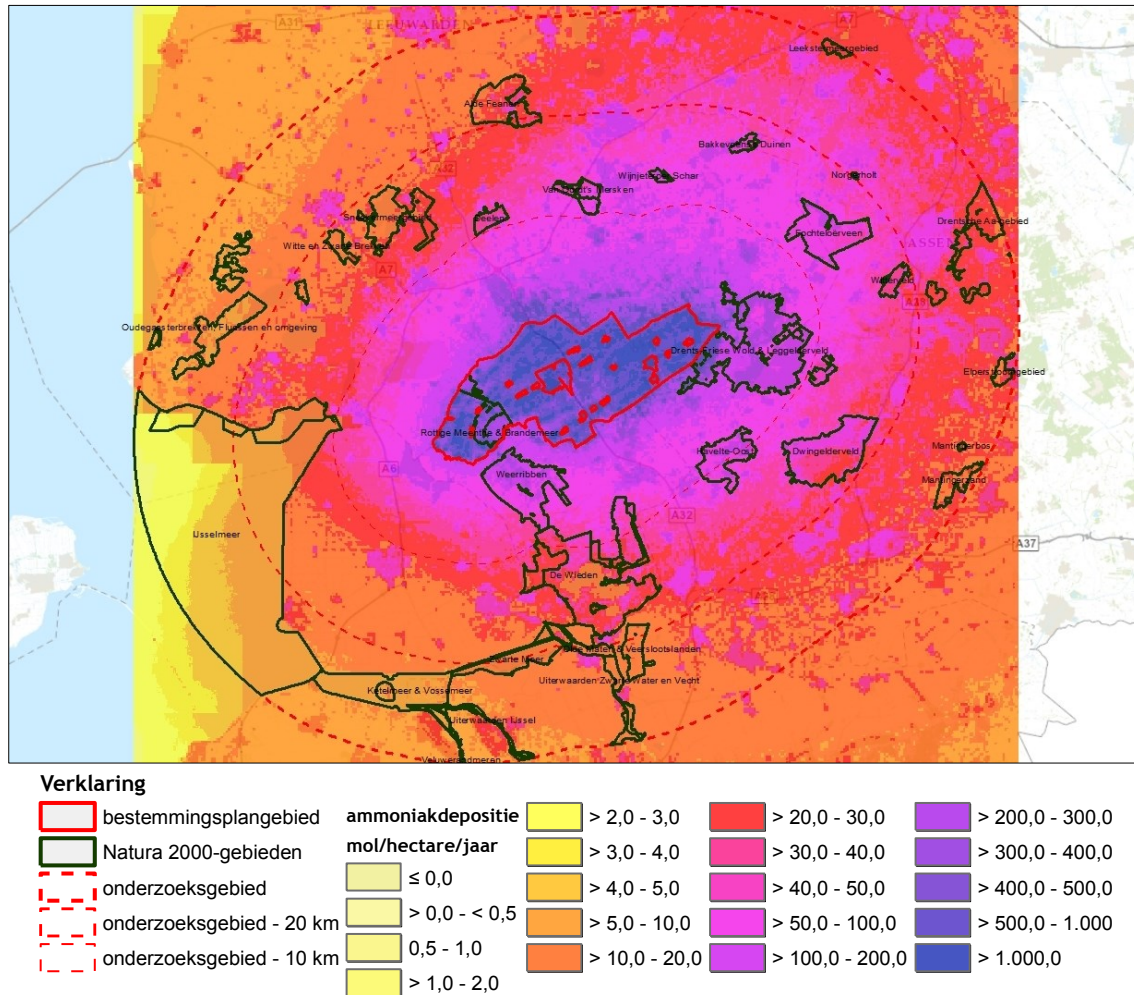 A31
LEEUWARDEN
A7
Leekstermeergebied
Alde Feanen
Bakkeveense Duinen
A32
Wijnjeterper Schar
Norgerholt
Van Oordt's Mersken
Deelen
Sneekermeergebied
Drentsche Aa-gebied
Fochteloërveen
ASSEN
Witte en Zwarte Brekken
A7
Witterveld
A28
Oudegaasterbrekken, Fluessen en omgeving
Drents-Friese Wold & Leggelderveld
Elperstroomgebied
Rottige Meenthe & Brandemeer
Mantingerbos
Havelte-Oost
Dwingelderveld
A6
Weerribben
Mantingerzand
A32
IJsselmeer
A37
De Wieden
A28
Olde Maten & Veerslootslanden
Zwarte Meer
Uiterwaarden Zwarte Water en Vecht
Ketelmeer & Vossemeer
Uiterwaarden IJssel
Veluwerandmeren
Verklaring
bestemmingsplangebied
Natura 2000-gebieden
onderzoeksgebied
onderzoeksgebied - 20 km
onderzoeksgebied - 10 km
ammoniakdepositie
mol/hectare/jaar
≤ 0,0
> 0,0 - < 0,5
0,5 - 1,0
> 1,0 - 2,0
> 2,0 - 3,0
> 3,0 - 4,0
> 4,0 - 5,0
> 5,0 - 10,0
> 10,0 - 20,0
> 20,0 - 30,0
> 30,0 - 40,0
> 40,0 - 50,0
> 50,0 - 100,0
> 100,0 - 200,0
> 200,0 - 300,0
> 300,0 - 400,0
> 400,0 - 500,0
> 500,0 - 1.000
> 1.000,0